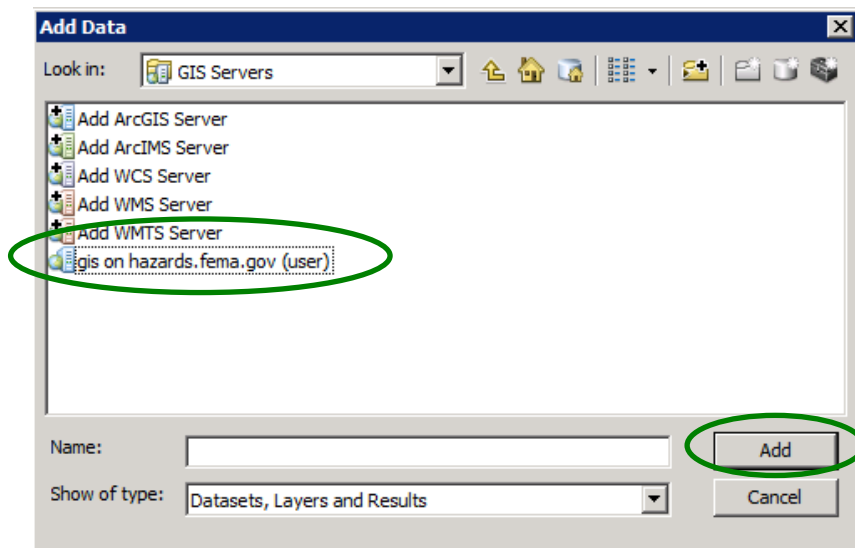 Add Data
Look in: GIS Servers
Add ArcGIS Server
Add ArcIMS Server
Add WCS Server
Add WMS Server
Add WMTS Server
gis on hazards.fema.gov (user)
Name: Add
Show of type: Datasets, Layers and Results Cancel